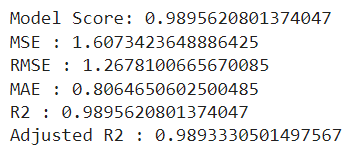 Model Score: 0.9895620801374047
MSE : 1.6073423648886425
RMSE : 1.2678100665670085
MAE : 0.8064650602500485
R2 : 0.9895620801374047
Adjusted R2 : 0.9893330501497567